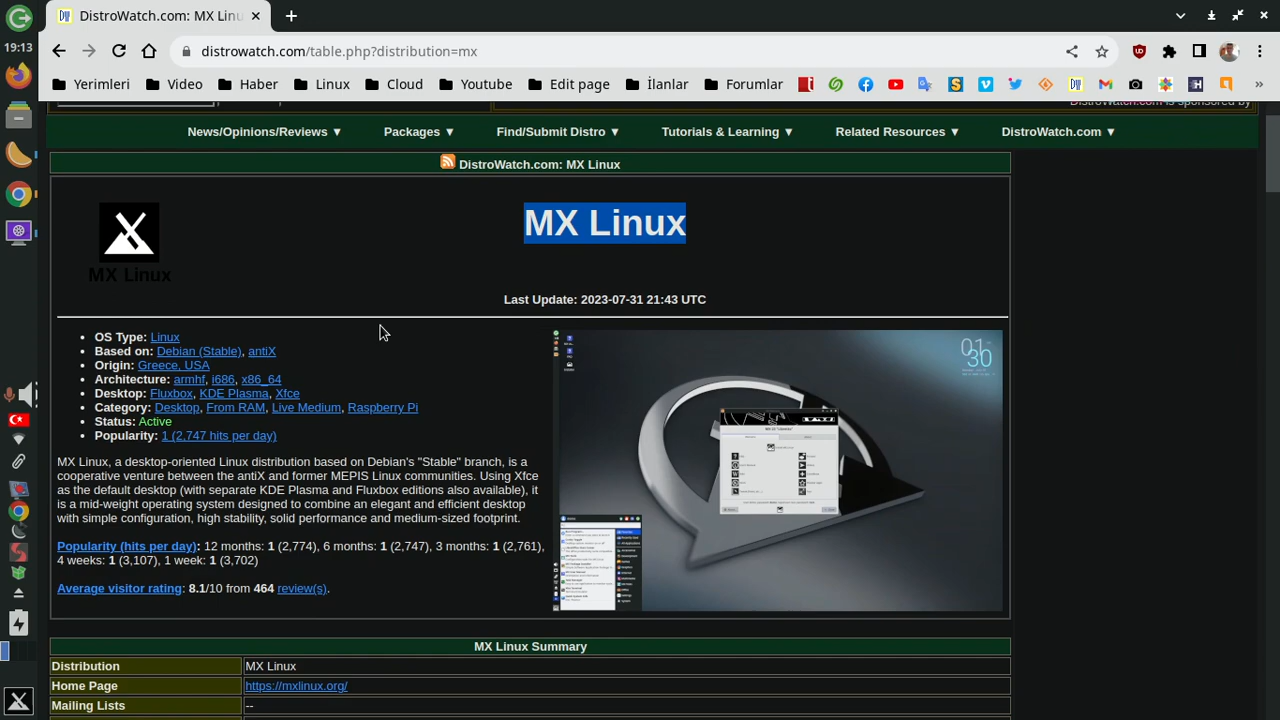 19:13
DistroWatch.com: MX Linu
distrowatch.com/table.php?distribution=mx
Yerimleri Video Haber Linux Cloud Youtube Edit page İlanlar Forumlar
DistroWatch.com is sponsored by
News/Opinions/Reviews ▼ Packages ▼ Find/Submit Distro ▼ Tutorials & Learning ▼ Related Resources ▼ DistroWatch.com ▼
DistroWatch.com: MX Linux
MX Linux
MX Linux
Last Update: 2023-07-31 21:43 UTC
• OS Type: Linux
• Based on: Debian (Stable), antiX
• Origin: Greece, USA
• Architecture: armhf, i686, x86_64
• Desktop: Fluxbox, KDE Plasma, Xfce
• Category: Desktop, From RAM, Live Medium, Raspberry Pi
• Status: Active
• Popularity: 1 (2,747 hits per day)
01
30
MX Linux, a desktop-oriented Linux distribution based on Debian's "Stable" branch, is a
cooperative venture between the antiX and former MEPIS Linux communities. Using Xfce
as the default desktop (with separate KDE Plasma and Fluxbox editions also available), it
is a mid-weight operating system designed to combine an elegant and efficient desktop
with simple configuration, high stability, solid performance and medium-sized footprint.
Popularity (hits per day): 12 months: 1 (2,774), 6 months: 1 (2,747), 3 months: 1 (2,761),
4 weeks: 1 (3,107), 1 week: 1 (3,702)
Average visitor rating: 8.1/10 from 464 review(s).
MX Linux Summary
Distribution MX Linux
Home Page https://mxlinux.org/
Mailing Lists --